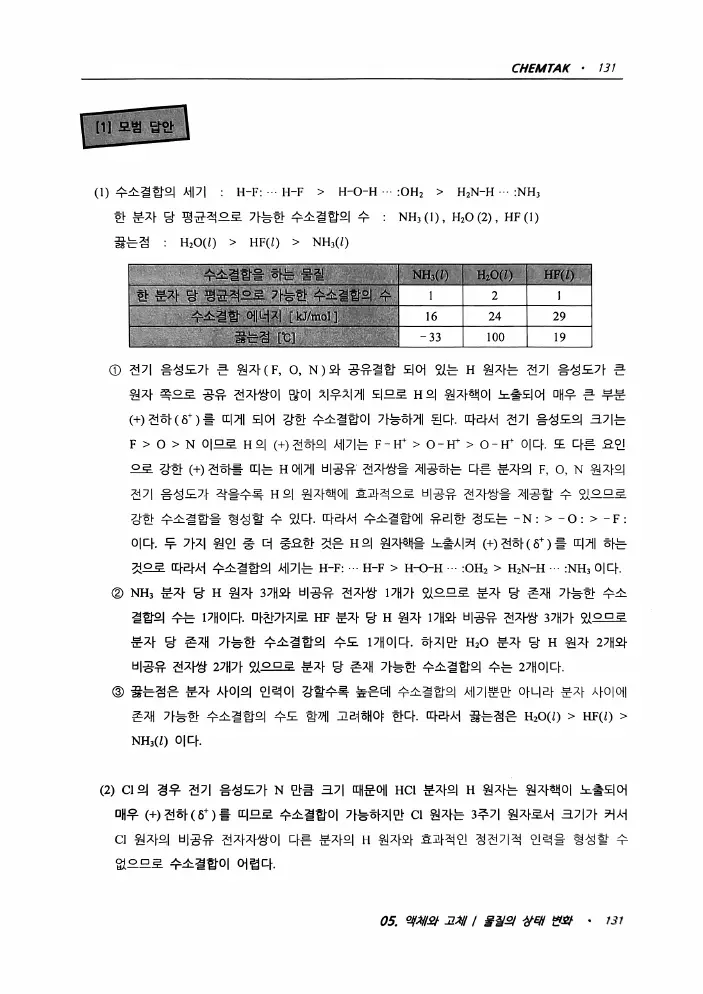 CHEMTAK · 131
[1] 모범 답안
(1) 수소결합의 세기 : H-F: ··· H-F > H-O-H ··· :OH₂ > H₂N-H ··· :NH₃
한 분자 당 평균적으로 가능한 수소결합의 수 : NH₃ (1) , H₂O (2) , HF (1)
끓는점 : H₂O(l) > HF(l) > NH₃(l)
수소결합을 하는 물질 NH₃(l) H₂O(l) HF(l)
한 분자 당 평균적으로 가능한 수소결합의 수 1 2 1
수소결합 에너지 [ kJ/mol ] 16 24 29
끓는점 [℃] -33 100 19
① 전기 음성도가 큰 원자 ( F, O, N ) 와 공유결합 되어 있는 H 원자는 전기 음성도가 큰
원자 쪽으로 공유 전자쌍이 많이 치우치게 되므로 H 의 원자핵이 노출되어 매우 큰 부분
(+) 전하 ( δ⁺ ) 를 띠게 되어 강한 수소결합이 가능하게 된다. 따라서 전기 음성도의 크기는
F > O > N 이므로 H 의 (+) 전하의 세기는 F - H⁺ > O - H⁺ > O - H⁺ 이다. 또 다른 요인
으로 강한 (+) 전하를 띠는 H 에게 비공유 전자쌍을 제공하는 다른 분자의 F, O, N 원자의
전기 음성도가 작을수록 H 의 원자핵에 효과적으로 비공유 전자쌍을 제공할 수 있으므로
강한 수소결합을 형성할 수 있다. 따라서 수소결합에 유리한 정도는 - N : > - O : > - F :
이다. 두 가지 원인 중 더 중요한 것은 H 의 원자핵을 노출시켜 (+) 전하 ( δ⁺ ) 를 띠게 하는
것으로 따라서 수소결합의 세기는 H-F: ··· H-F > H-O-H ··· :OH₂ > H₂N-H ··· :NH₃ 이다.
② NH₃ 분자 당 H 원자 3개와 비공유 전자쌍 1개가 있으므로 분자 당 존재 가능한 수소
결합의 수는 1개이다. 마찬가지로 HF 분자 당 H 원자 1개와 비공유 전자쌍 3개가 있으므로
분자 당 존재 가능한 수소결합의 수도 1개이다. 하지만 H₂O 분자 당 H 원자 2개와
비공유 전자쌍 2개가 있으므로 분자 당 존재 가능한 수소결합의 수는 2개이다.
③ 끓는점은 분자 사이의 인력이 강할수록 높은데 수소결합의 세기뿐만 아니라 분자 사이에
존재 가능한 수소결합의 수도 함께 고려해야 한다. 따라서 끓는점은 H₂O(l) > HF(l) >
NH₃(l) 이다.
(2) Cl 의 경우 전기 음성도가 N 만큼 크기 때문에 HCl 분자의 H 원자는 원자핵이 노출되어
매우 (+) 전하 ( δ⁺ ) 를 띠므로 수소결합이 가능하지만 Cl 원자는 3주기 원자로서 크기가 커서
Cl 원자의 비공유 전자자쌍이 다른 분자의 H 원자와 효과적인 정전기적 인력을 형성할 수
없으므로 수소결합이 어렵다.
05. 액체와 고체 / 물질의 상태 변화 · 131